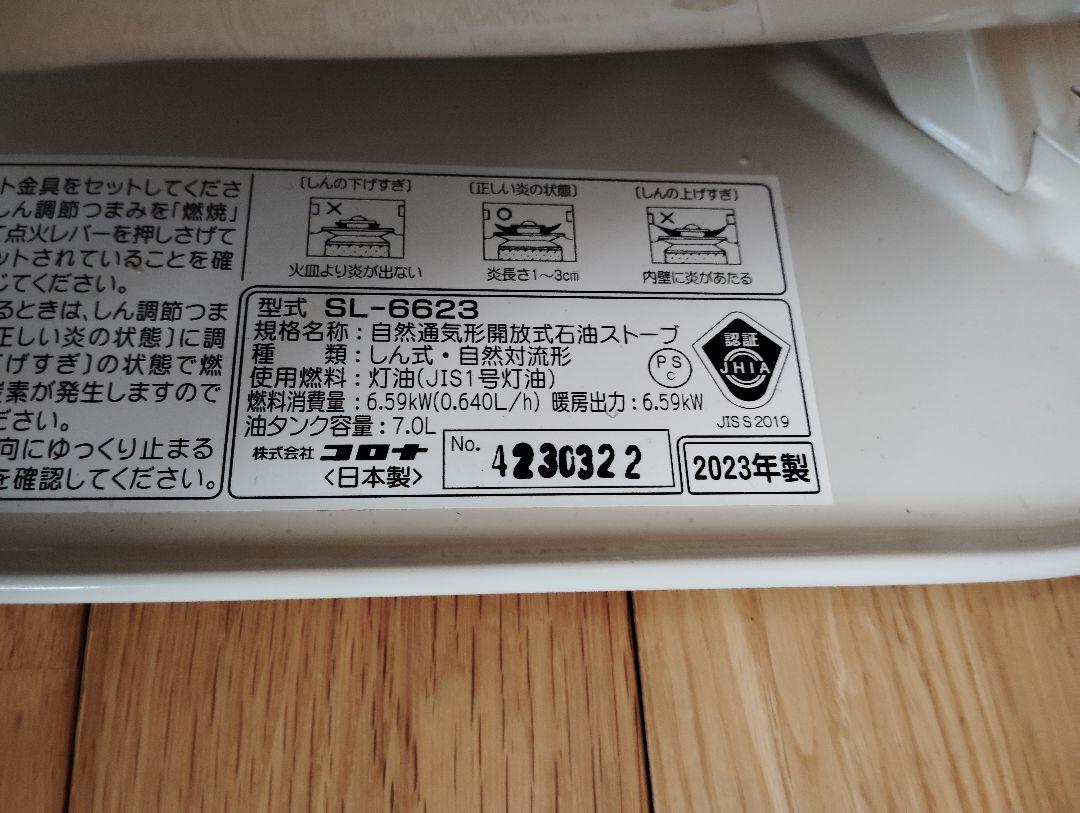 ト金具をセットしてくださ
しん調節つまみを「燃焼」
て点火レバーを押しさげて
ットされていることを確
じてください。
るときは、しん調節つま
正しい炎の状態〕に調
げすぎ〕の状態で燃
炭素が発生しますので
ださい。
向にゆっくり止まる
を確認してください。
〔しんの下げすぎ〕
火皿より炎が出ない
〔正しい炎の状態〕
炎長さ1〜3cm
〔しんの上げすぎ〕
内壁に炎があたる
型式 SL-6623
規格名称：自然通気形開放式石油ストーブ
種 類：しん式・自然対流形
使用燃料：灯油(JIS1号灯油)
燃料消費量：6.59kW(0.640L/h) 暖房出力：6.59kW
油タンク容量：7.0L
株式会社 コロナ
〈日本製〉
No. 4230322
2023年製
PS
C
認証
JHIA
JIS S 2019